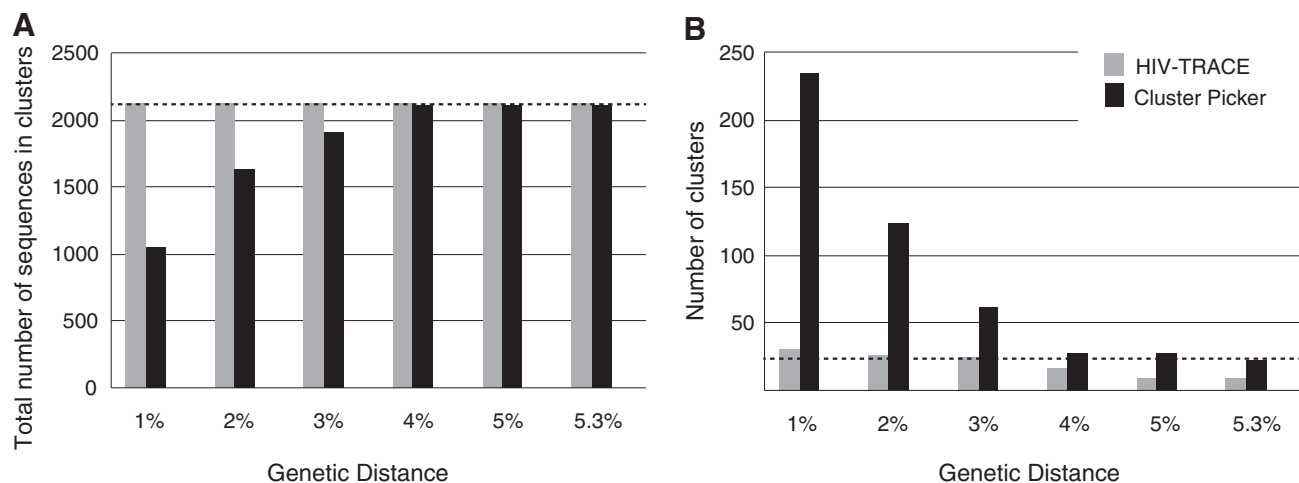 A
Total number of sequences in clusters
2500
2000
1500
1000
500
0
1% 2% 3% 4% 5% 5.3%
Genetic Distance
B
Number of clusters
250
200
150
100
50
1% 2% 3% 4% 5% 5.3%
Genetic Distance
HIV-TRACE
Cluster Picker